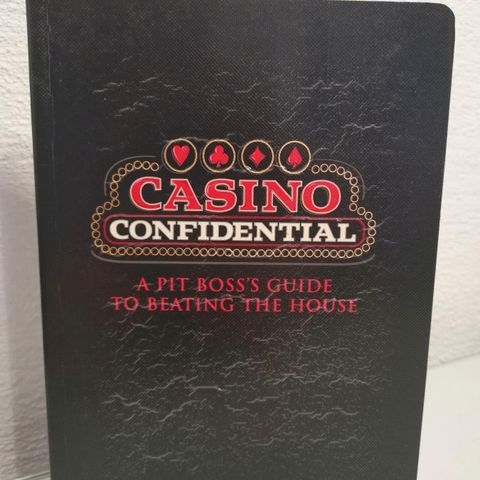 CASINO
CONFIDENTIAL
A PIT BOSS'S GUIDE
TO BEATING THE HOUSE